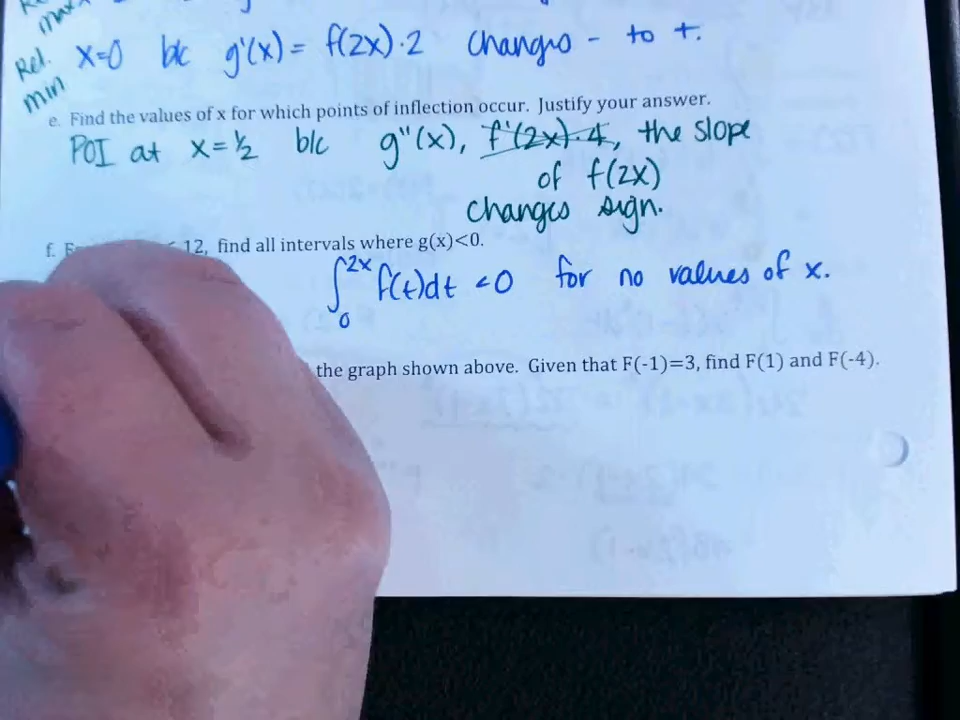 max
Rel. min x=0 b/c g'(x) = f(2x)·2 changes - to +.
e. Find the values of x for which points of inflection occur. Justify your answer.
POI at x=½ b/c g''(x), f'(2x)·4, the slope
of f(2x)
changes sign.
f. 12, find all intervals where g(x)<0.
∫₀²ˣ f(t)dt <0 for no values of x.
the graph shown above. Given that F(-1)=3, find F(1) and F(-4).